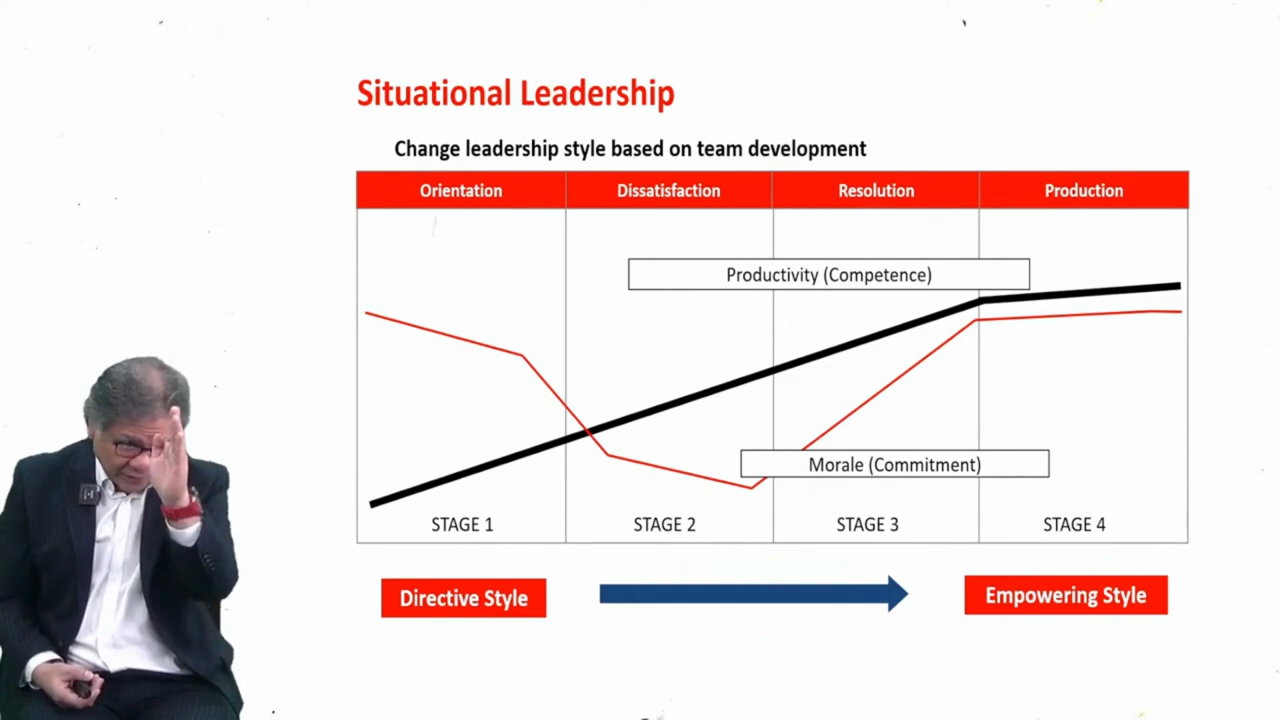 Situational Leadership
Change leadership style based on team development
Orientation Dissatisfaction Resolution Production
Productivity (Competence)
Morale (Commitment)
STAGE 1 STAGE 2 STAGE 3 STAGE 4
Directive Style Empowering Style